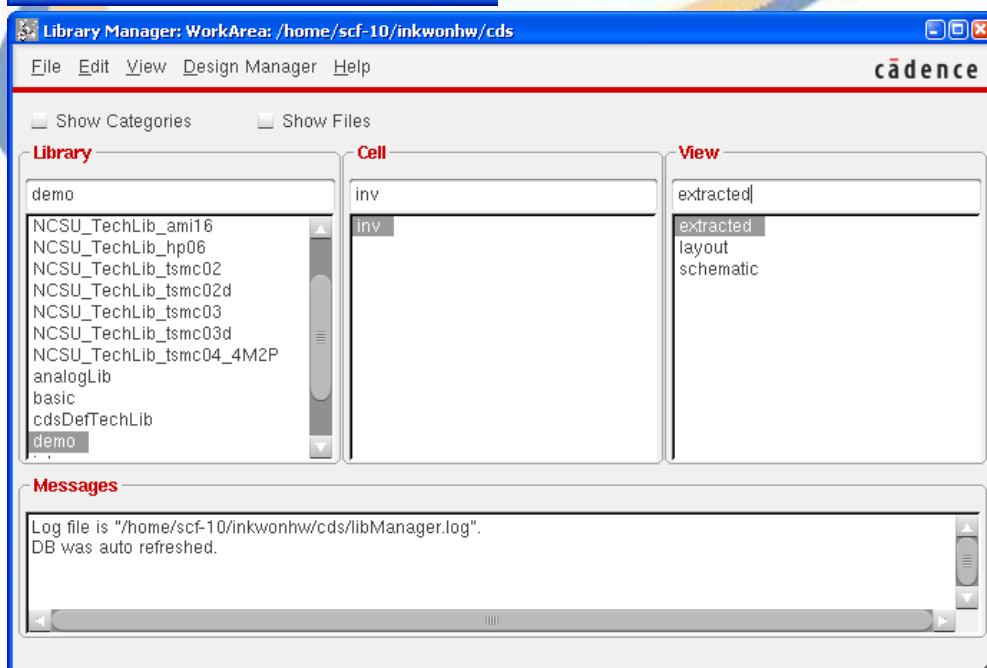 Library Manager: WorkArea: /home/scf-10/inkwonhw/cds
File Edit View Design Manager Help
cādence
Show Categories Show Files
Library
demo
NCSU_TechLib_ami16
NCSU_TechLib_hp06
NCSU_TechLib_tsmc02
NCSU_TechLib_tsmc02d
NCSU_TechLib_tsmc03
NCSU_TechLib_tsmc03d
NCSU_TechLib_tsmc04_4M2P
analogLib
basic
cdsDefTechLib
demo
Cell
inv
inv
View
extracted
extracted
layout
schematic
Messages
Log file is "/home/scf-10/inkwonhw/cds/libManager.log".
DB was auto refreshed.